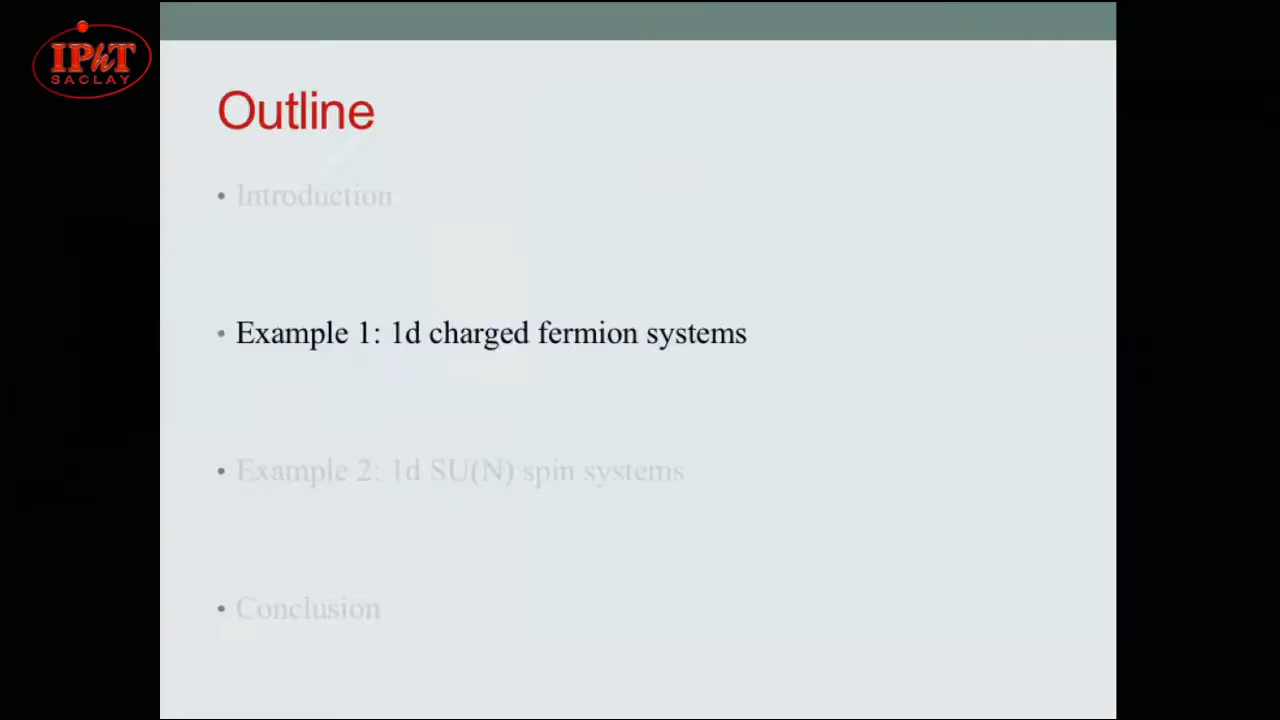 IPhT
SACLAY
Outline
• Introduction
• Example 1: 1d charged fermion systems
• Example 2: 1d SU(N) spin systems
• Conclusion